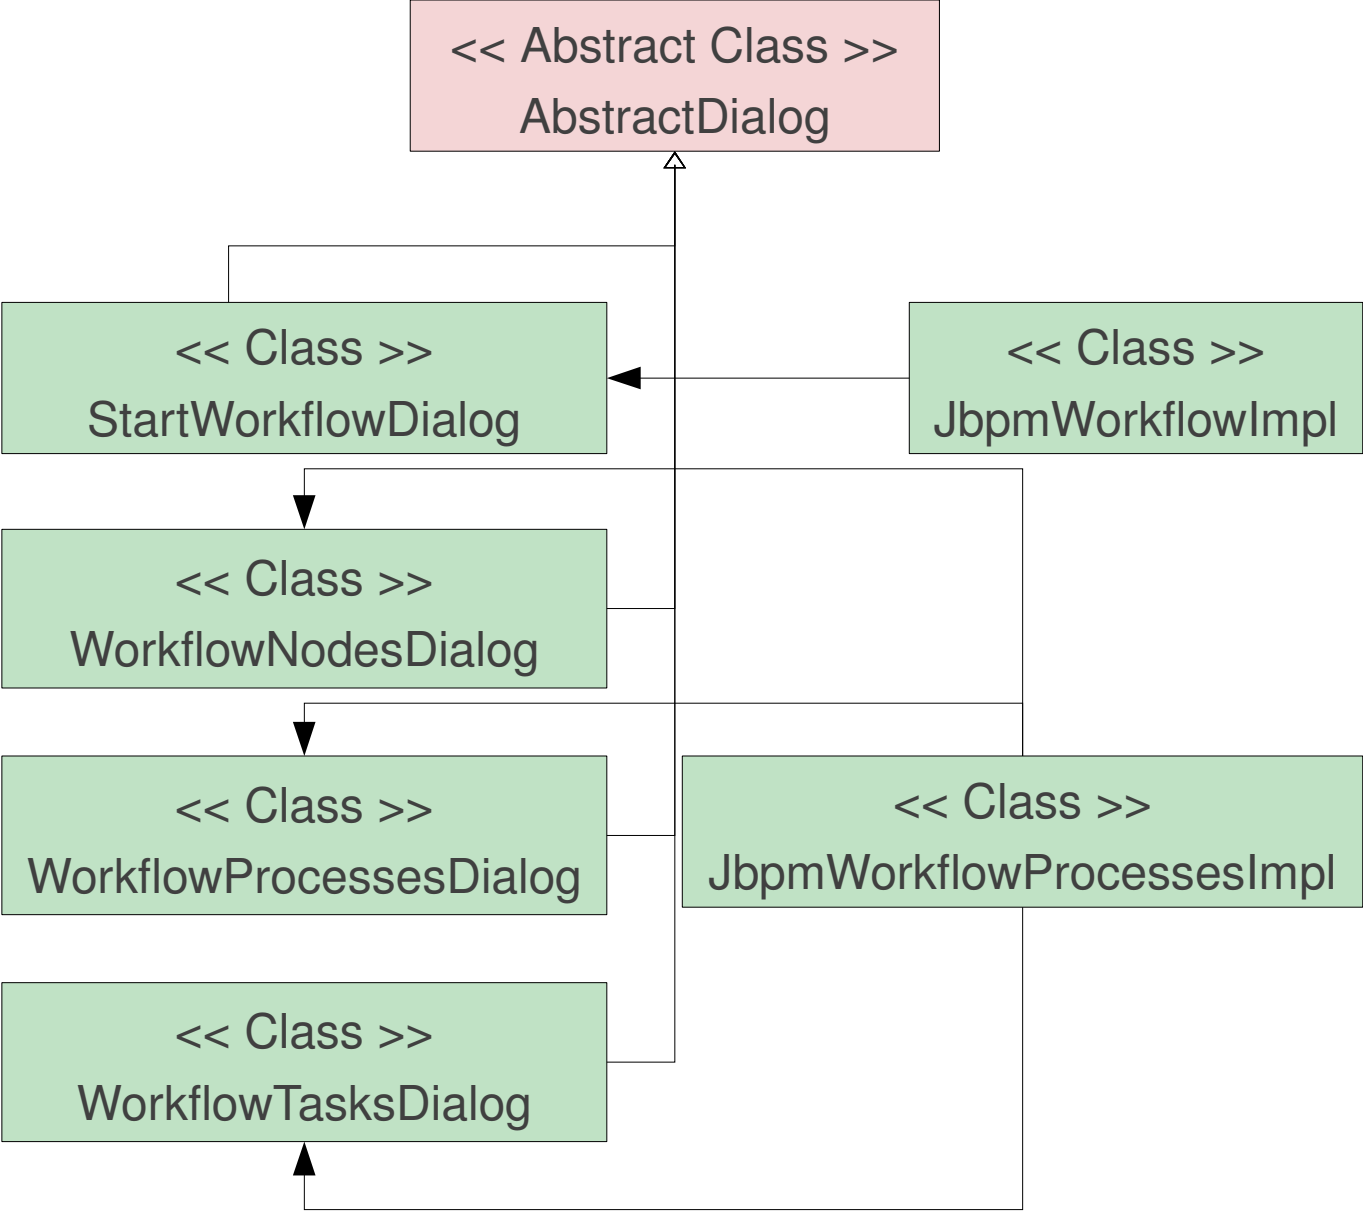 << Abstract Class >>
AbstractDialog
<< Class >>
StartWorkflowDialog
<< Class >>
JbpmWorkflowImpl
<< Class >>
WorkflowNodesDialog
<< Class >>
WorkflowProcessesDialog
<< Class >>
JbpmWorkflowProcessesImpl
<< Class >>
WorkflowTasksDialog